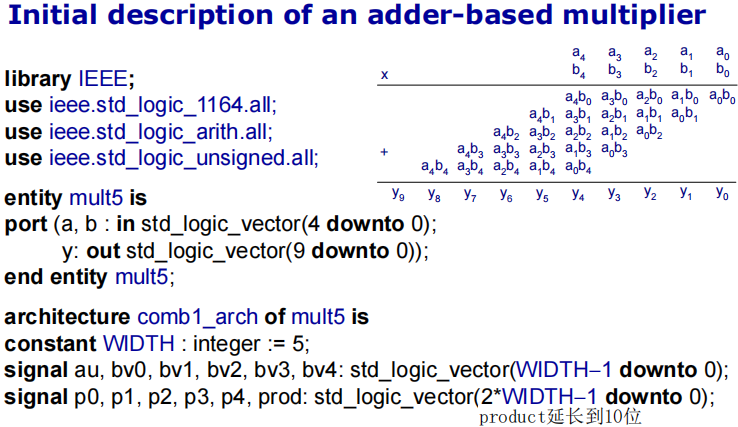 Initial description of an adder-based multiplier
a4 a3 a2 a1 a0
x b4 b3 b2 b1 b0
a4b0 a3b0 a2b0 a1b0 a0b0
a4b1 a3b1 a2b1 a1b1 a0b1
a4b2 a3b2 a2b2 a1b2 a0b2
+ a4b3 a3b3 a2b3 a1b3 a0b3
a4b4 a3b4 a2b4 a1b4 a0b4
y9 y8 y7 y6 y5 y4 y3 y2 y1 y0
library IEEE;
use ieee.std_logic_1164.all;
use ieee.std_logic_arith.all;
use ieee.std_logic_unsigned.all;
entity mult5 is
port (a, b : in std_logic_vector(4 downto 0);
y: out std_logic_vector(9 downto 0));
end entity mult5;
architecture comb1_arch of mult5 is
constant WIDTH : integer := 5;
signal au, bv0, bv1, bv2, bv3, bv4: std_logic_vector(WIDTH−1 downto 0);
signal p0, p1, p2, p3, p4, prod: std_logic_vector(2*WIDTH−1 downto 0);
product延长到10位